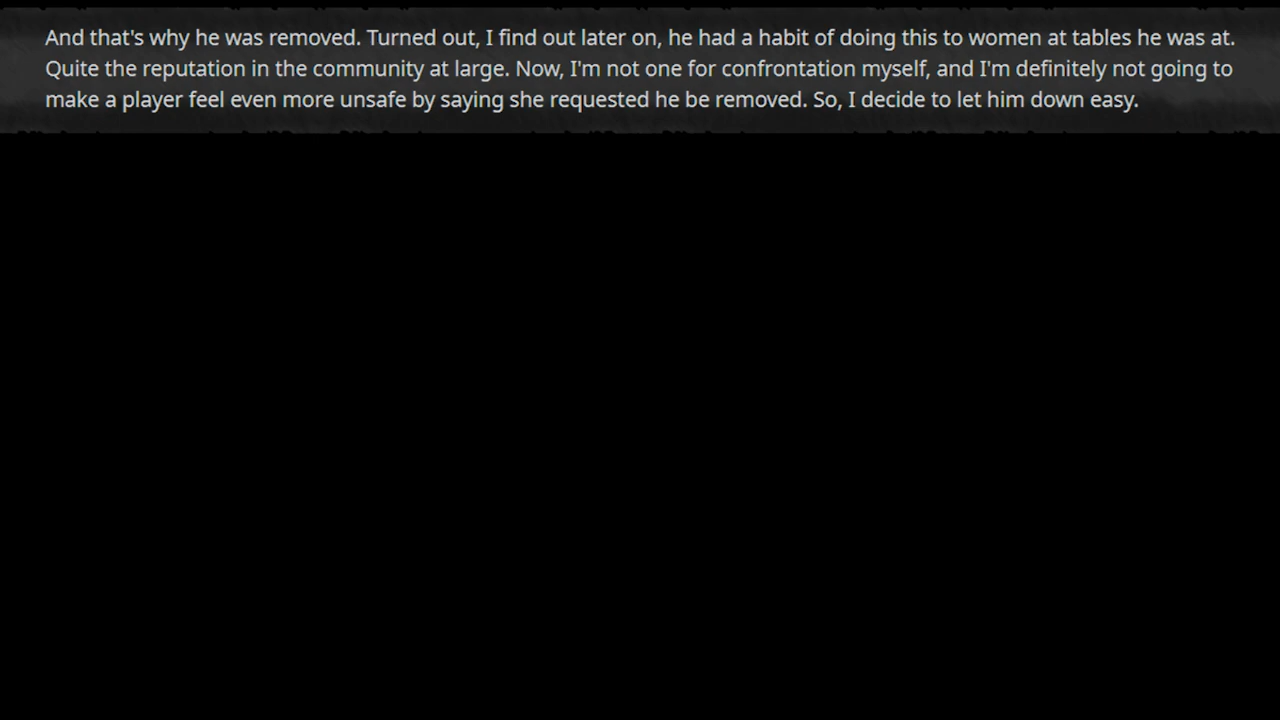 And that's why he was removed. Turned out, I find out later on, he had a habit of doing this to women at tables he was at.
Quite the reputation in the community at large. Now, I'm not one for confrontation myself, and I'm definitely not going to
make a player feel even more unsafe by saying she requested he be removed. So, I decide to let him down easy.